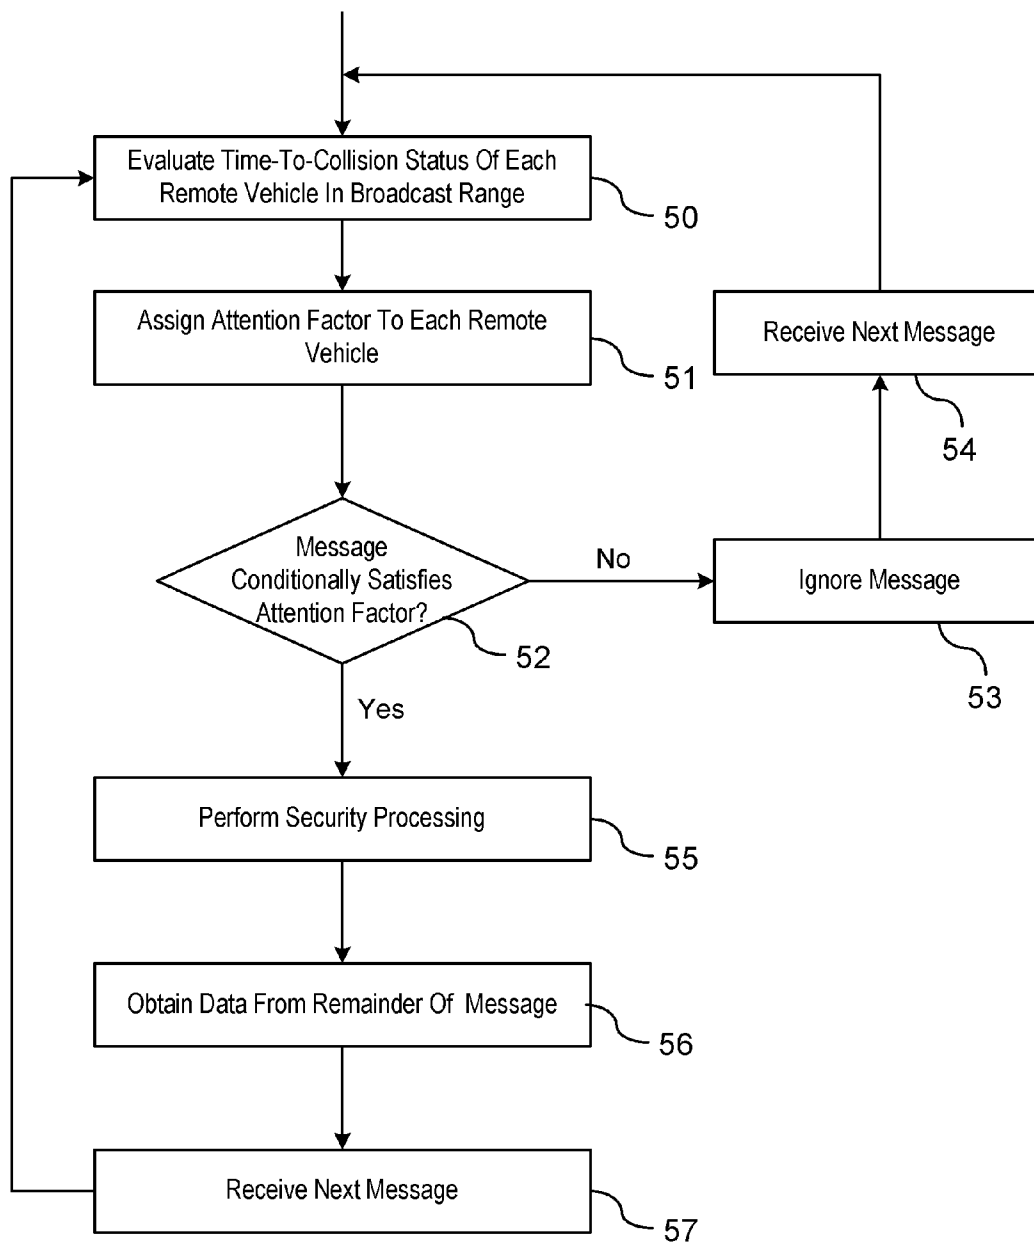 Evaluate Time-To-Collision Status Of Each
Remote Vehicle In Broadcast Range
50
Assign Attention Factor To Each Remote
Vehicle
51
Receive Next Message
54
Message
Conditionally Satisfies
Attention Factor?
52
No
Ignore Message
53
Yes
Perform Security Processing
55
Obtain Data From Remainder Of Message
56
Receive Next Message
57